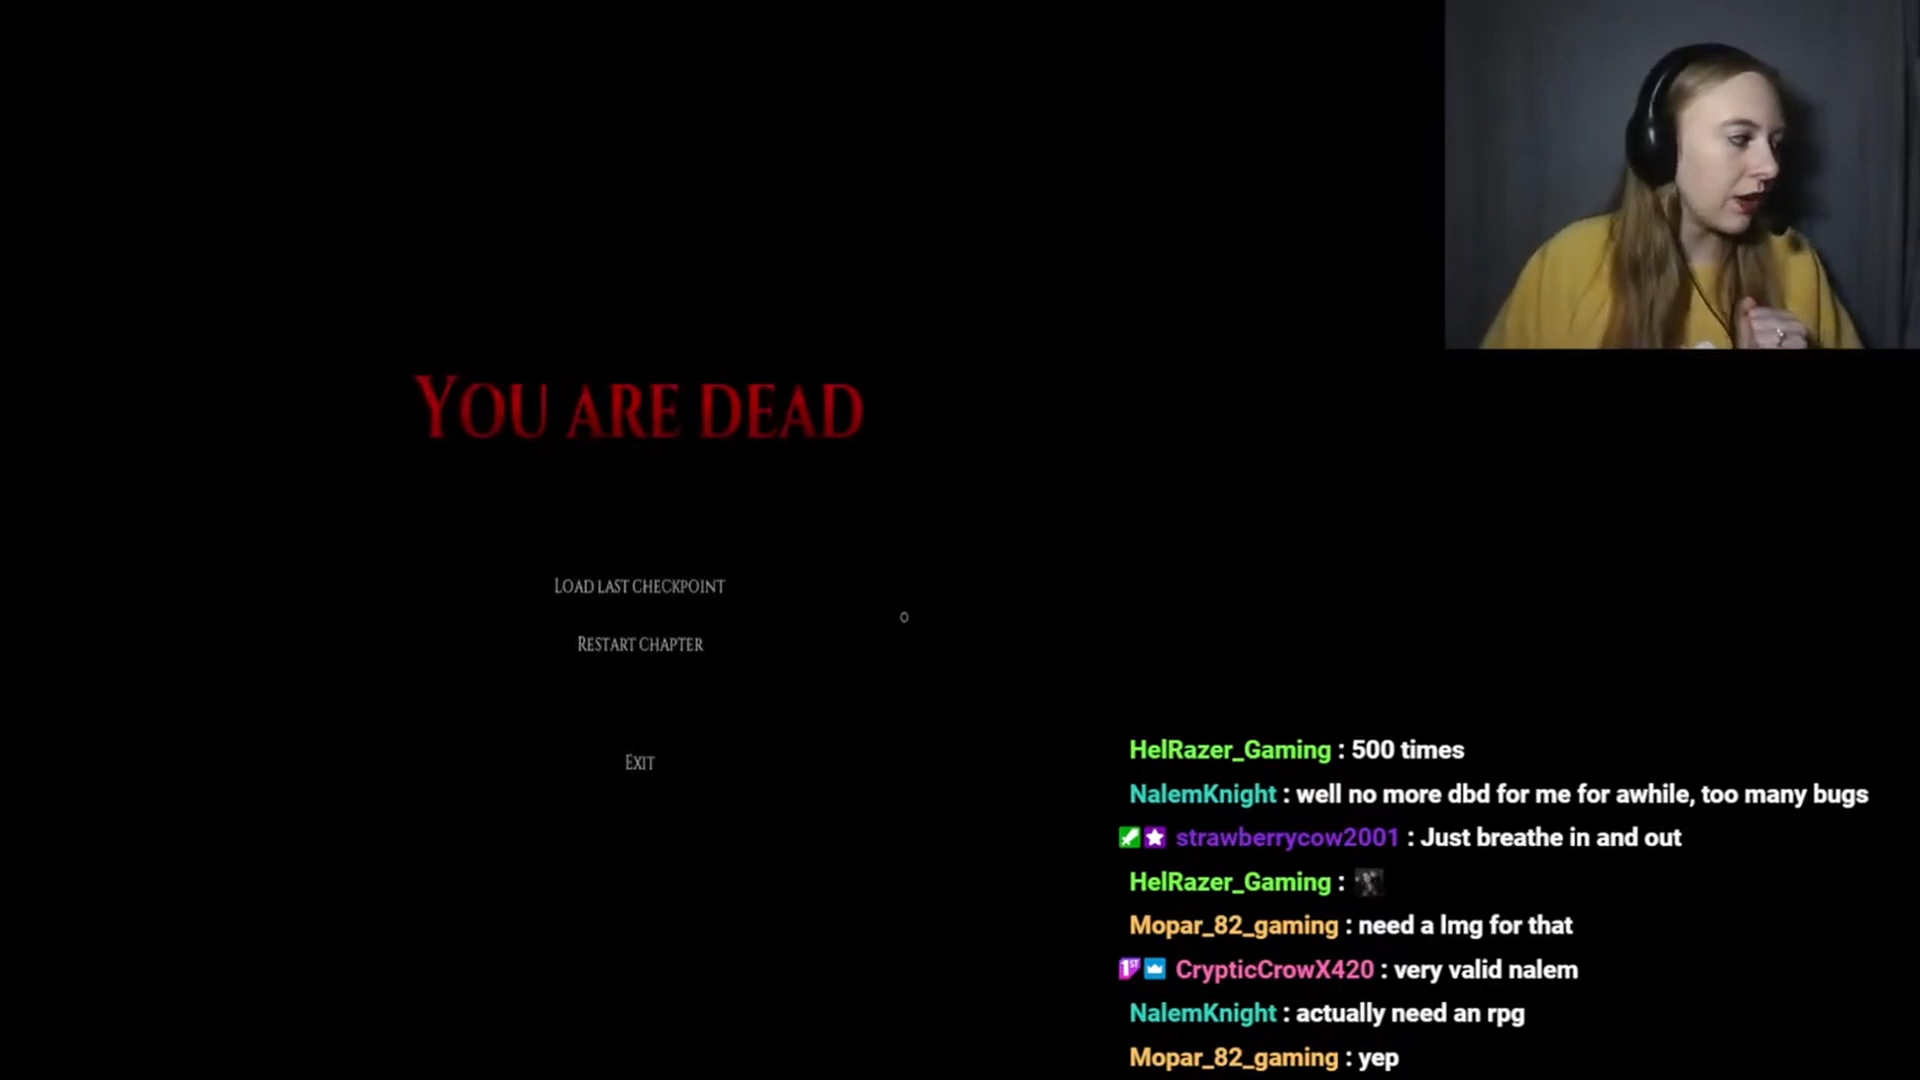 YOU ARE DEAD
LOAD LAST CHECKPOINT
RESTART CHAPTER
EXIT
HelRazer_Gaming : 500 times
NalemKnight : well no more dbd for me for awhile, too many bugs
strawberrycow2001 : Just breathe in and out
HelRazer_Gaming :
Mopar_82_gaming : need a lmg for that
1ST CrypticCrowX420 : very valid nalem
NalemKnight : actually need an rpg
Mopar_82_gaming : yep